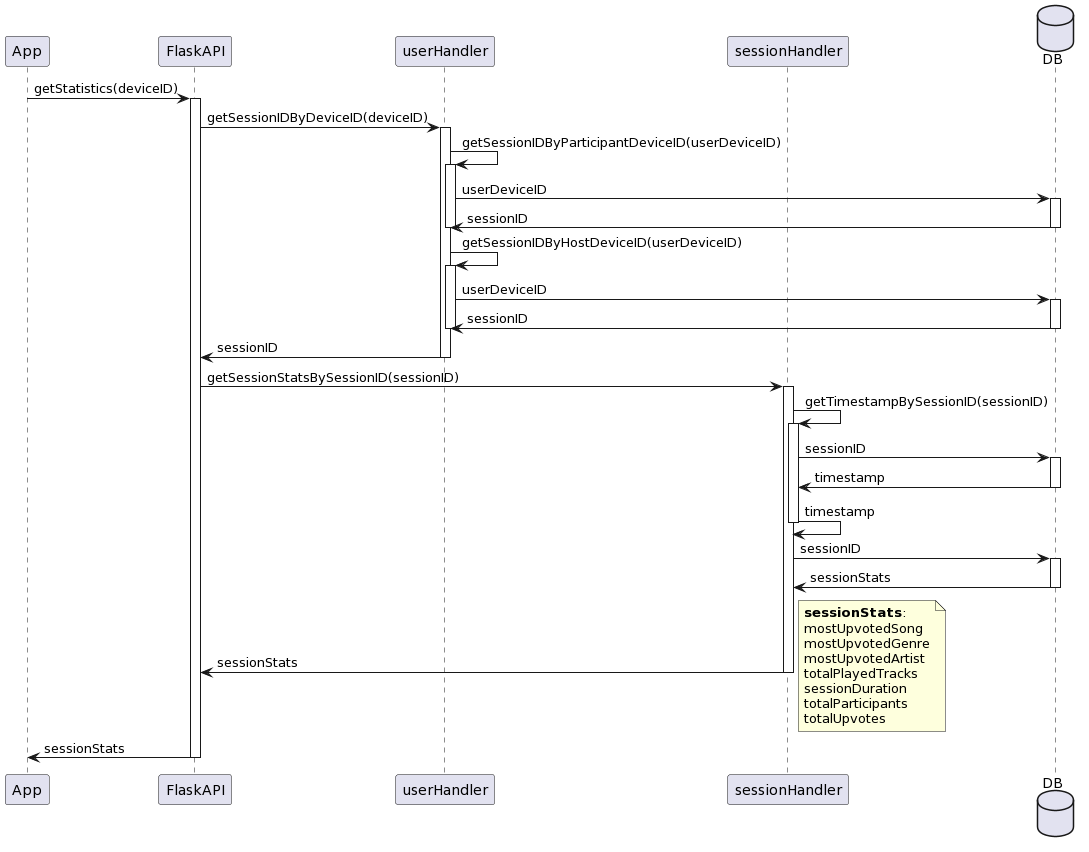 DB
App
FlaskAPI
userHandler
sessionHandler
getStatistics(deviceID)
getSessionIDByDeviceID(deviceID)
getSessionIDByParticipantDeviceID(userDeviceID)
userDeviceID
sessionID
getSessionIDByHostDeviceID(userDeviceID)
userDeviceID
sessionID
sessionID
getSessionStatsBySessionID(sessionID)
getTimestampBySessionID(sessionID)
sessionID
timestamp
timestamp
sessionID
sessionStats
sessionStats:
mostUpvotedSong
mostUpvotedGenre
mostUpvotedArtist
totalPlayedTracks
sessionDuration
totalParticipants
totalUpvotes
sessionStats
sessionStats
App
FlaskAPI
userHandler
sessionHandler
DB